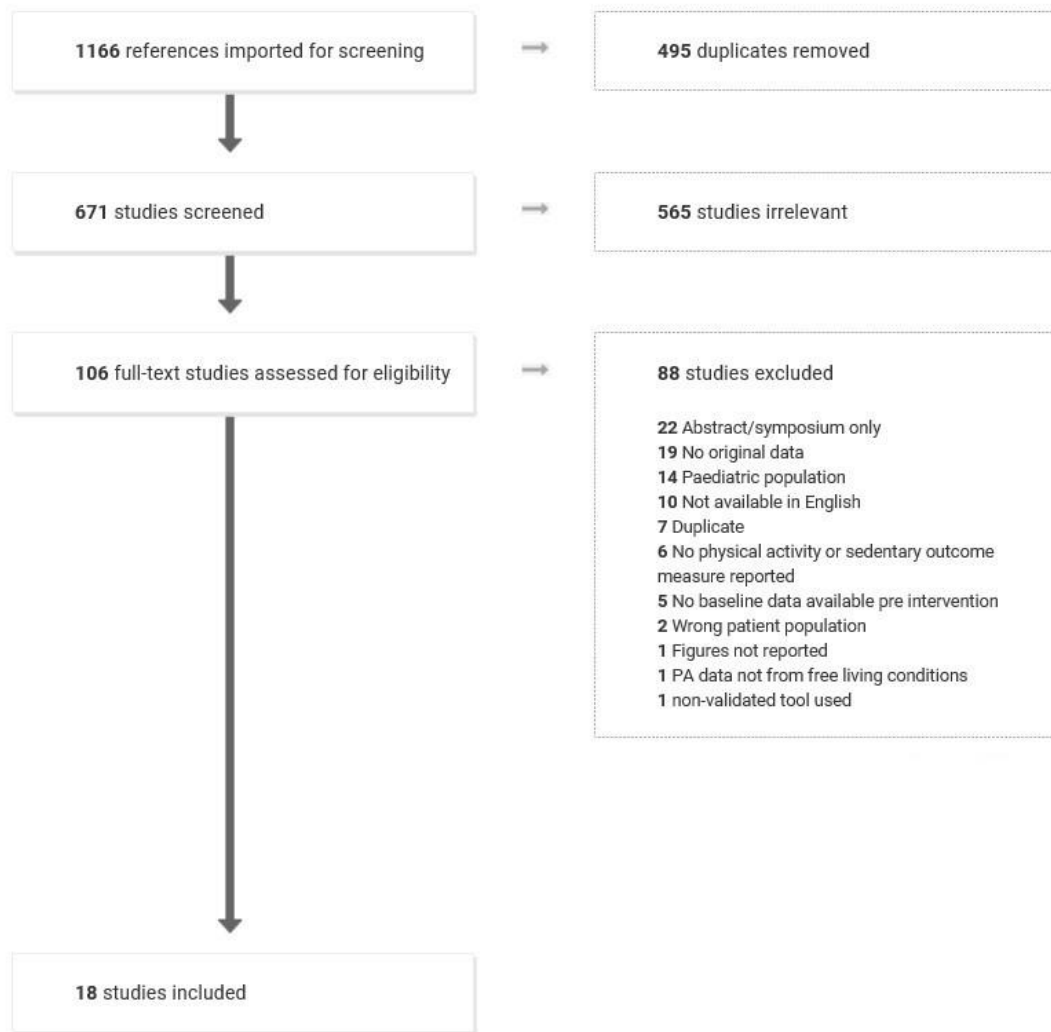 1166 references imported for screening
495 duplicates removed
671 studies screened
565 studies irrelevant
106 full-text studies assessed for eligibility
88 studies excluded
22 Abstract/symposium only
19 No original data
14 Paediatric population
10 Not available in English
7 Duplicate
6 No physical activity or sedentary outcome
measure reported
5 No baseline data available pre intervention
2 Wrong patient population
1 Figures not reported
1 PA data not from free living conditions
1 non-validated tool used
18 studies included